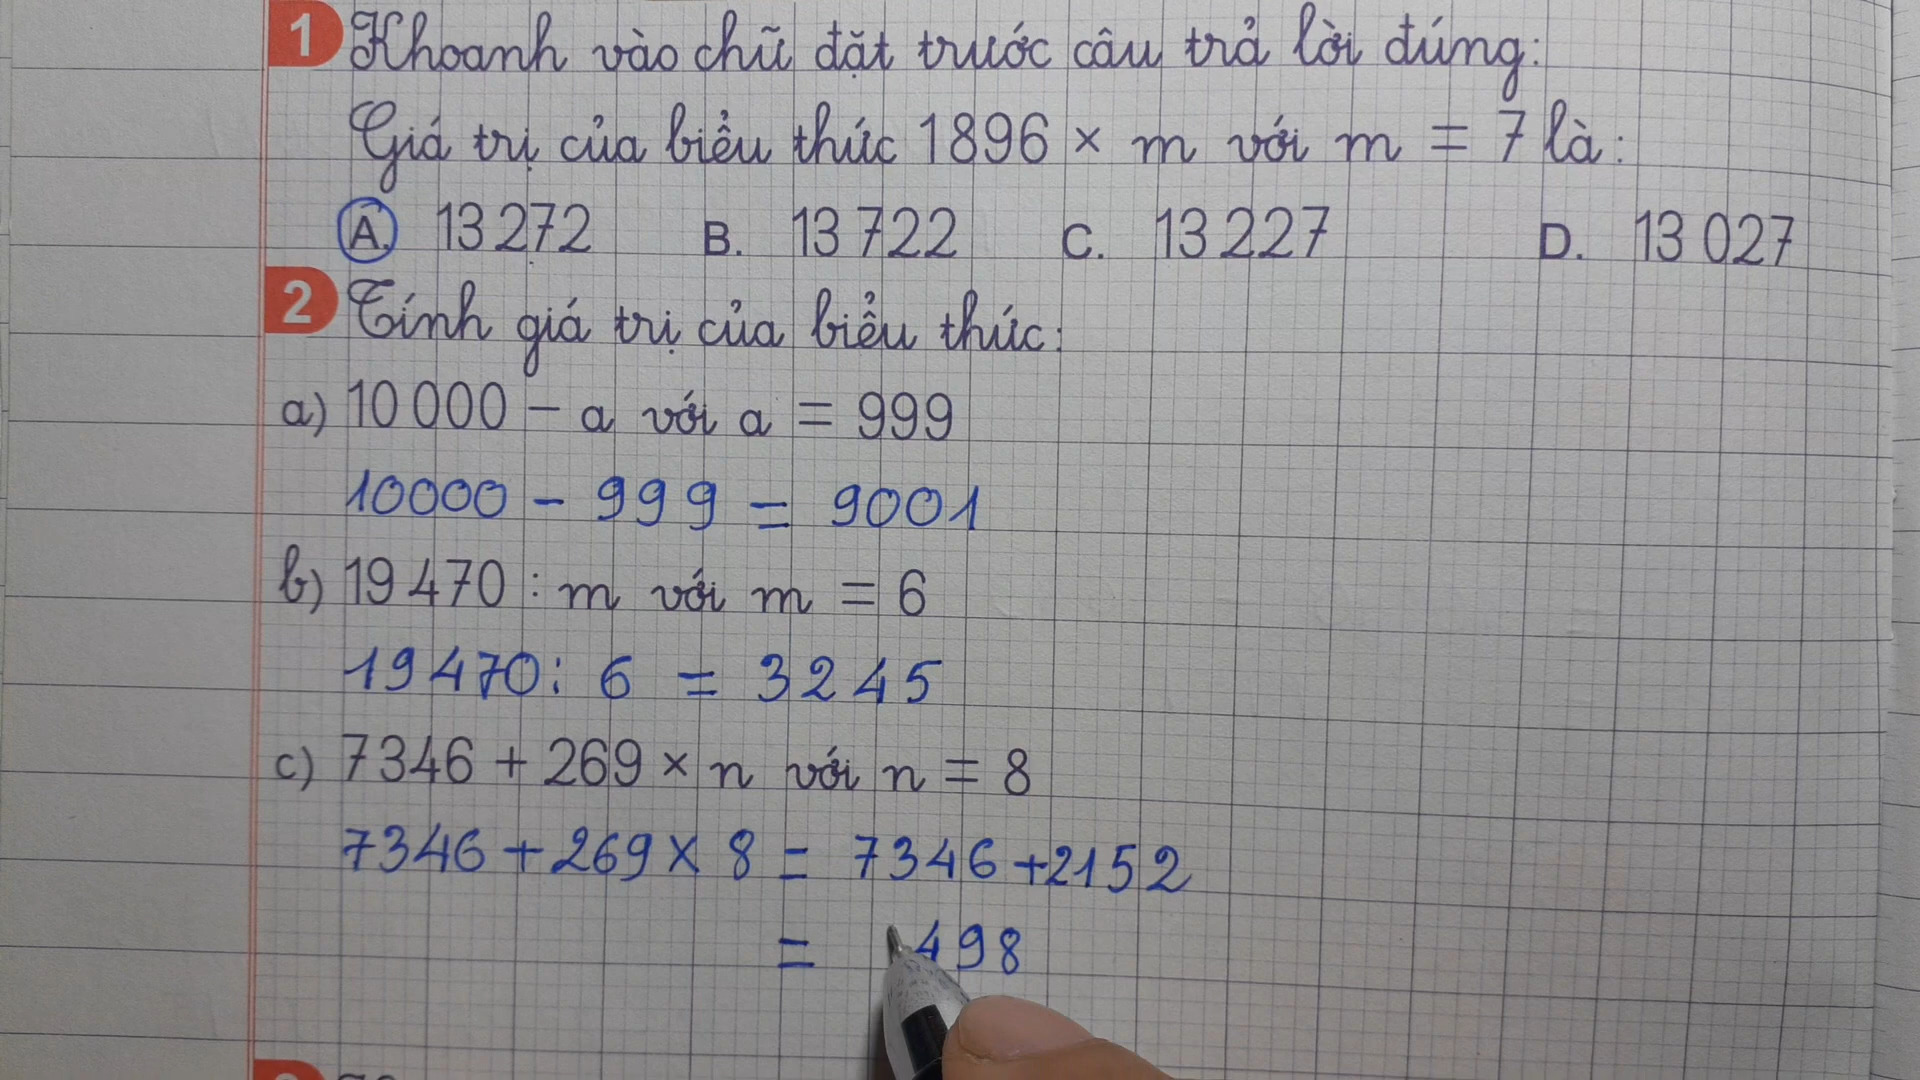 1 Khoanh vào chữ đặt trước câu trả lời đúng:
Giá trị của biểu thức 1896 × m với m = 7 là:
A. 13 272 B. 13 722 C. 13 227 D. 13 027
2 Tính giá trị của biểu thức:
a) 10 000 – a với a = 999
10000 – 999 = 9001
b) 19 470 : m với m = 6
19470 : 6 = 3245
c) 7346 + 269 × n với n = 8
7346 + 269 × 8 = 7346 + 2152
= 498